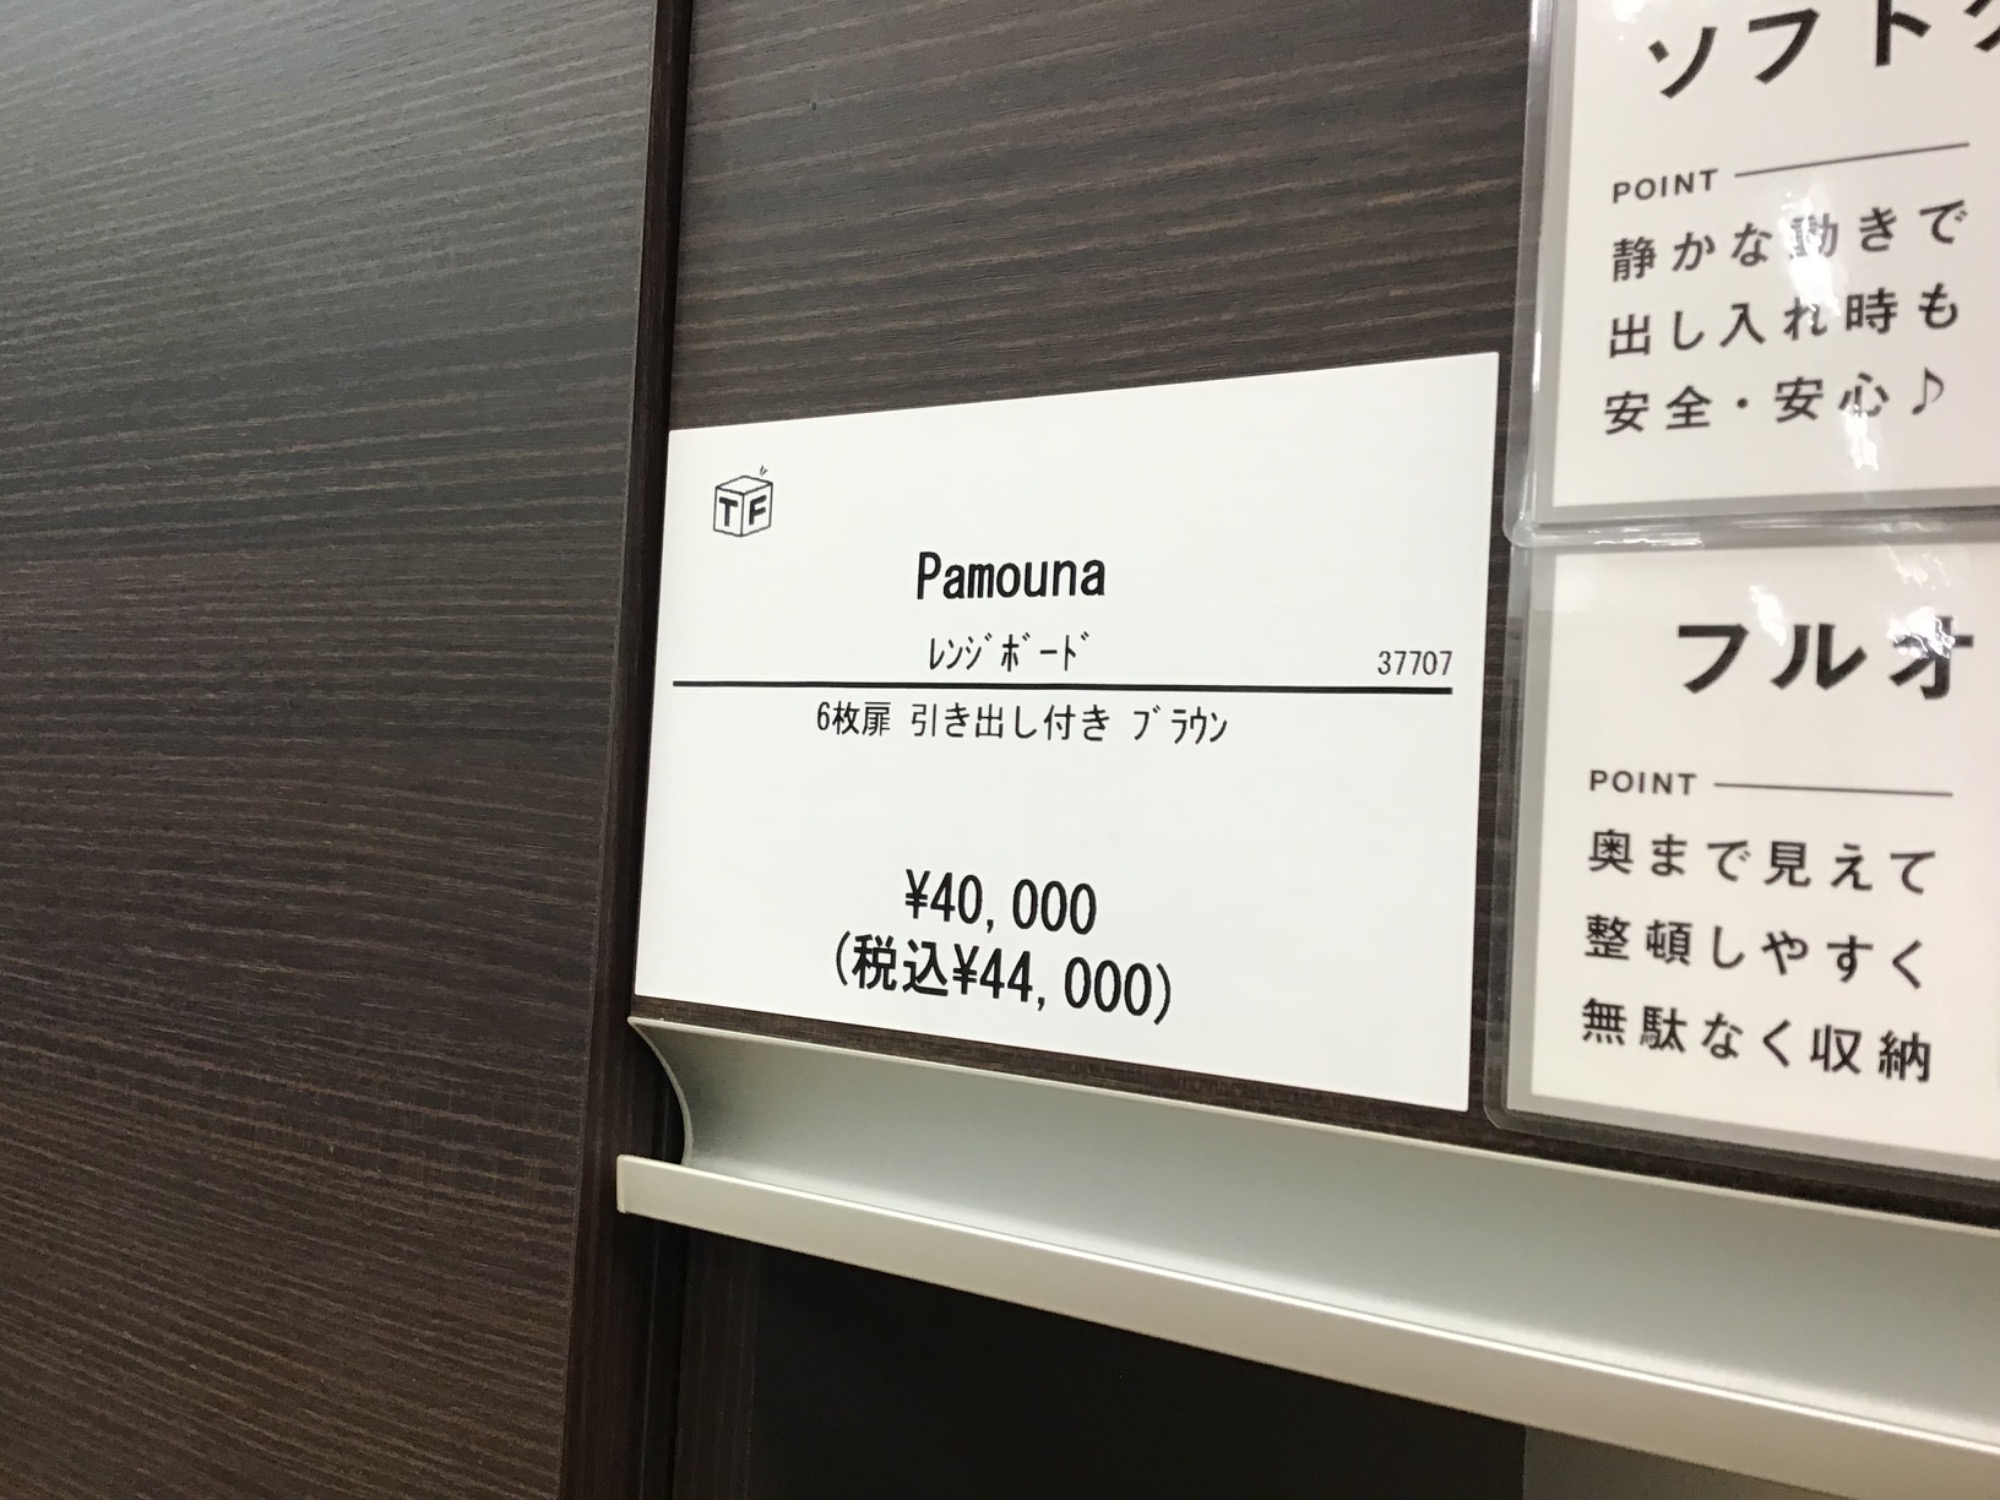 TF
Pamouna
ﾚﾝｼﾞﾎﾞｰﾄﾞ
37707
6枚扉 引き出し付き ﾌﾞﾗｳﾝ
¥40,000
(税込¥44,000)
ソフト
POINT
静かな動きで
出し入れ時も
安全・安心♪
フルオ
POINT
奥まで見えて
整頓しやすく
無駄なく収納